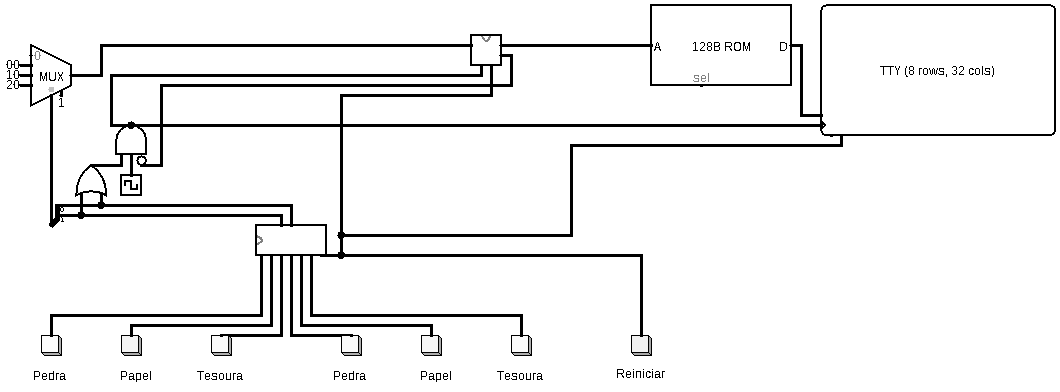 0
00
10
20
MUX
1
A
128B ROM
D
sel
TTY (8 rows, 32 cols)
0
1
Pedra
Papel
Tesoura
Pedra
Papel
Tesoura
Reiniciar